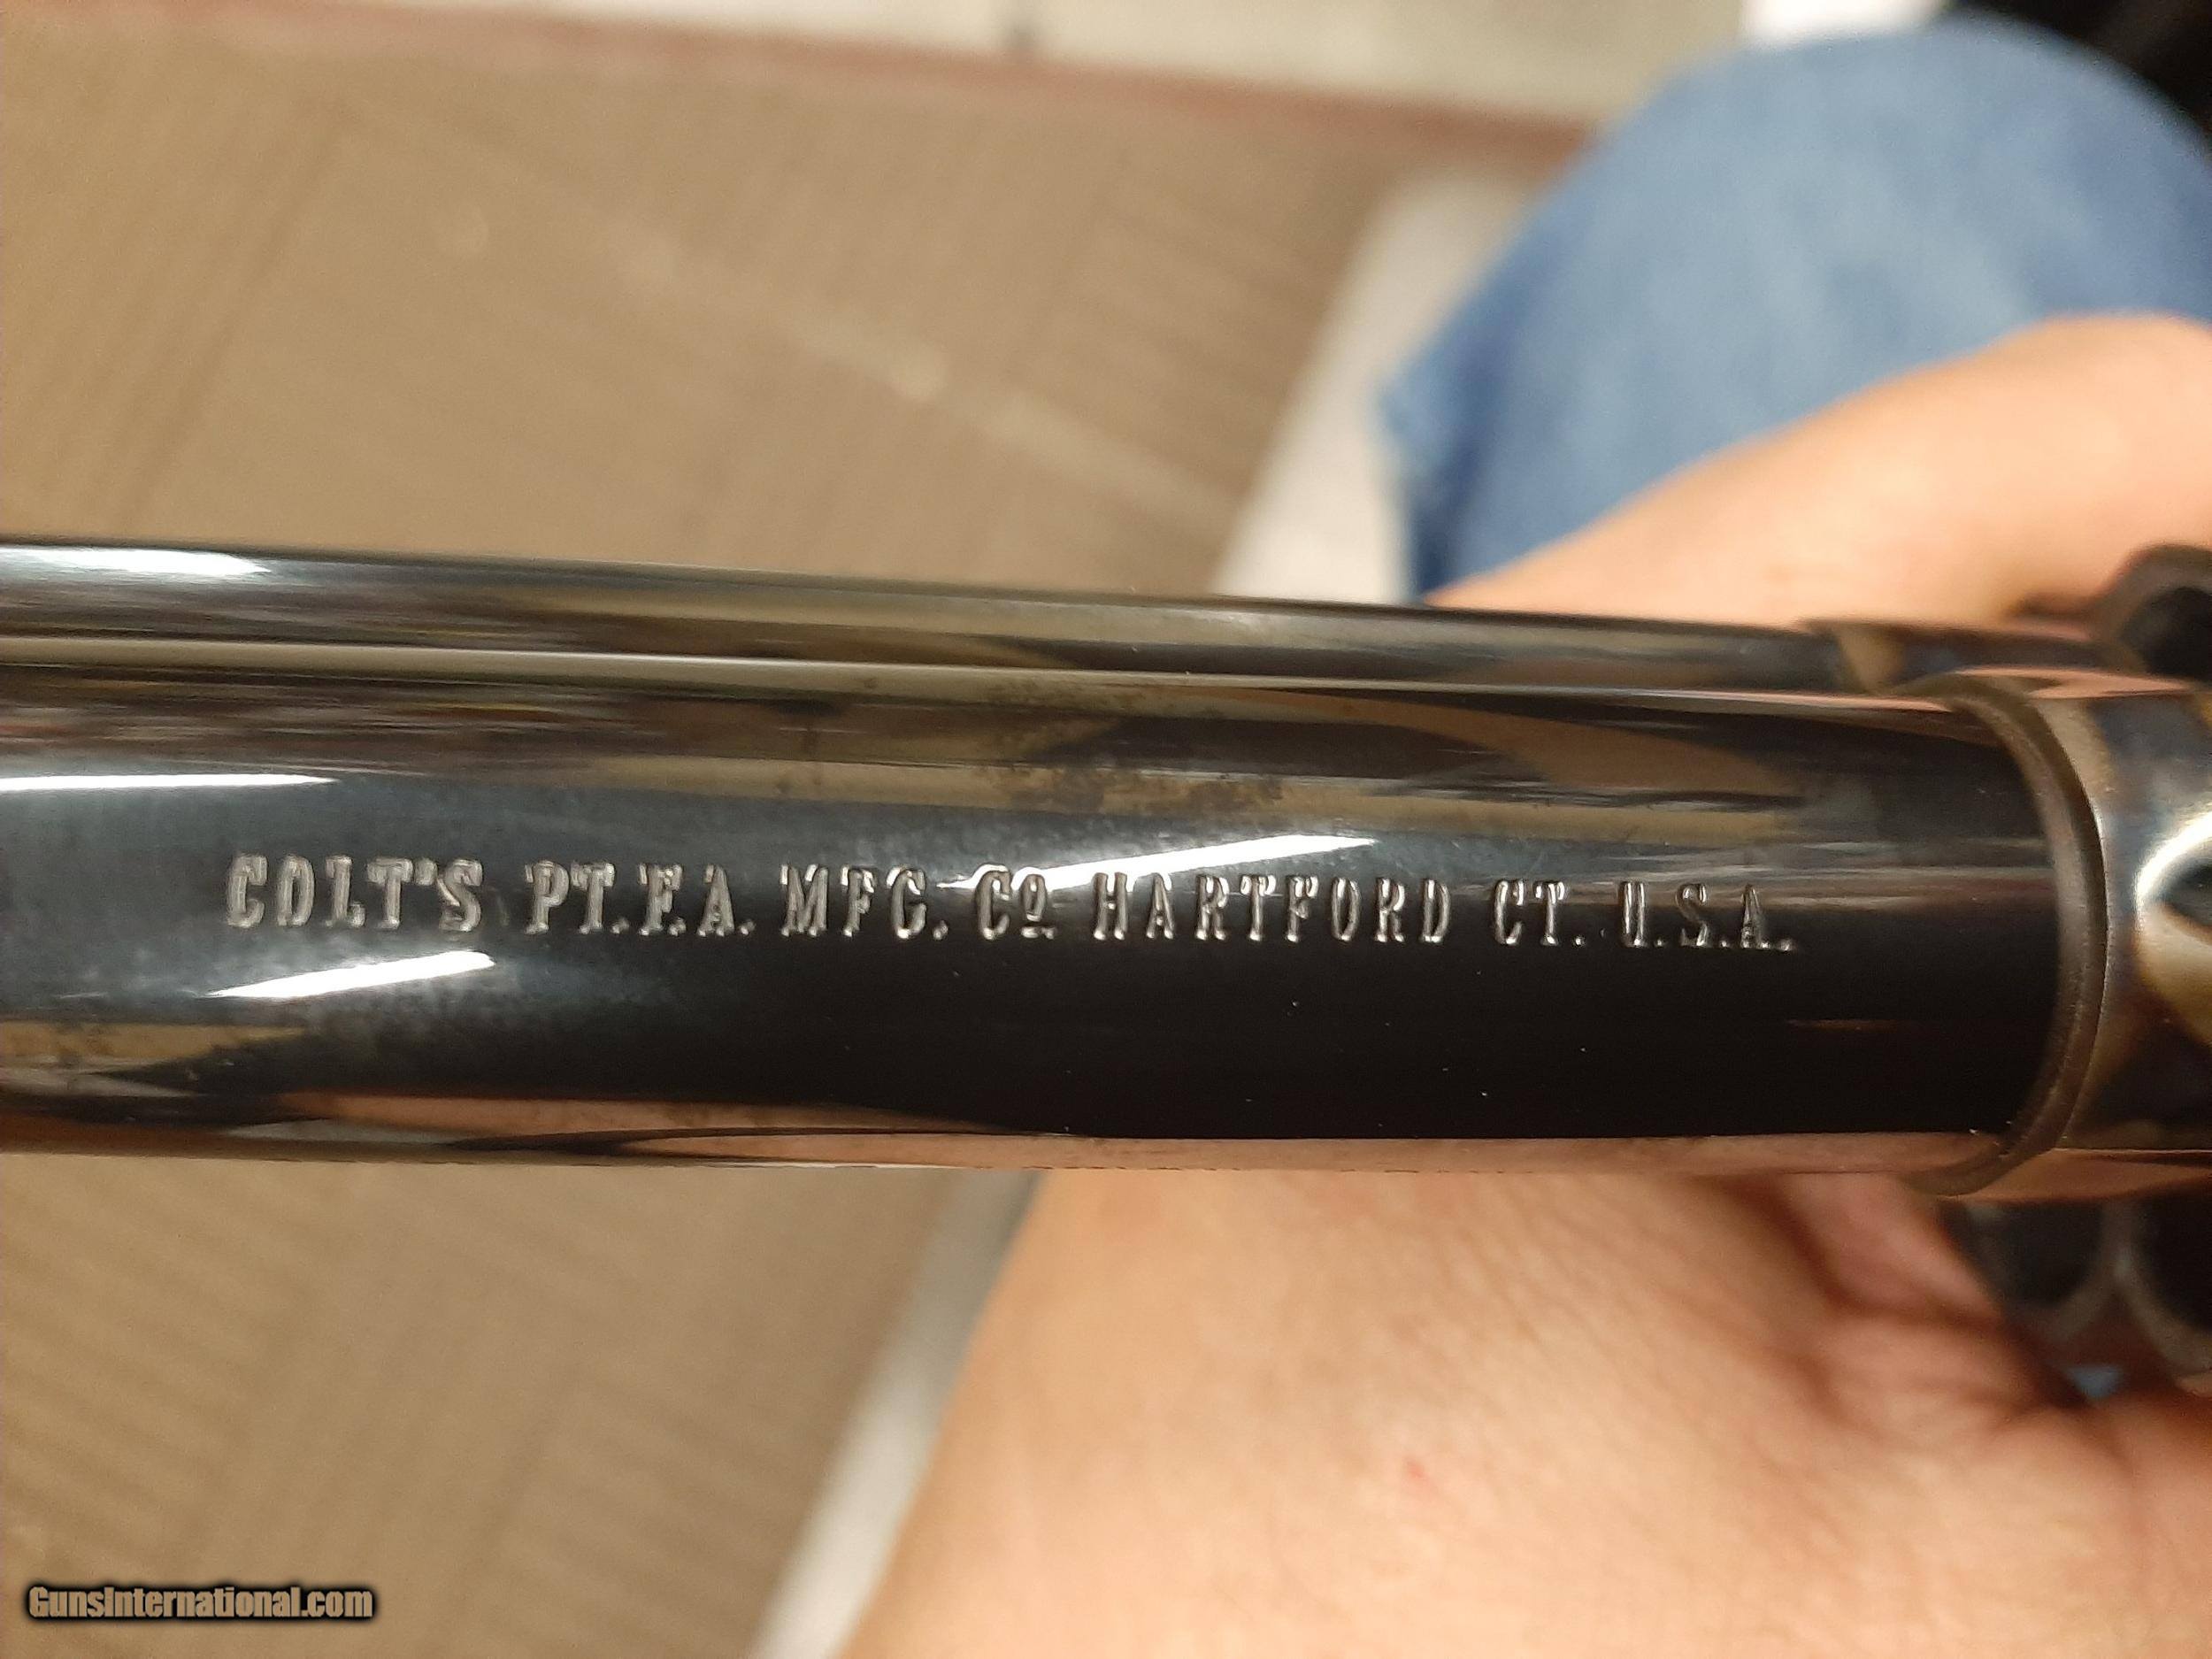 COLT'S PT. F. A. MFG. Cº HARTFORD CT. U.S.A.
GunsInternational.com